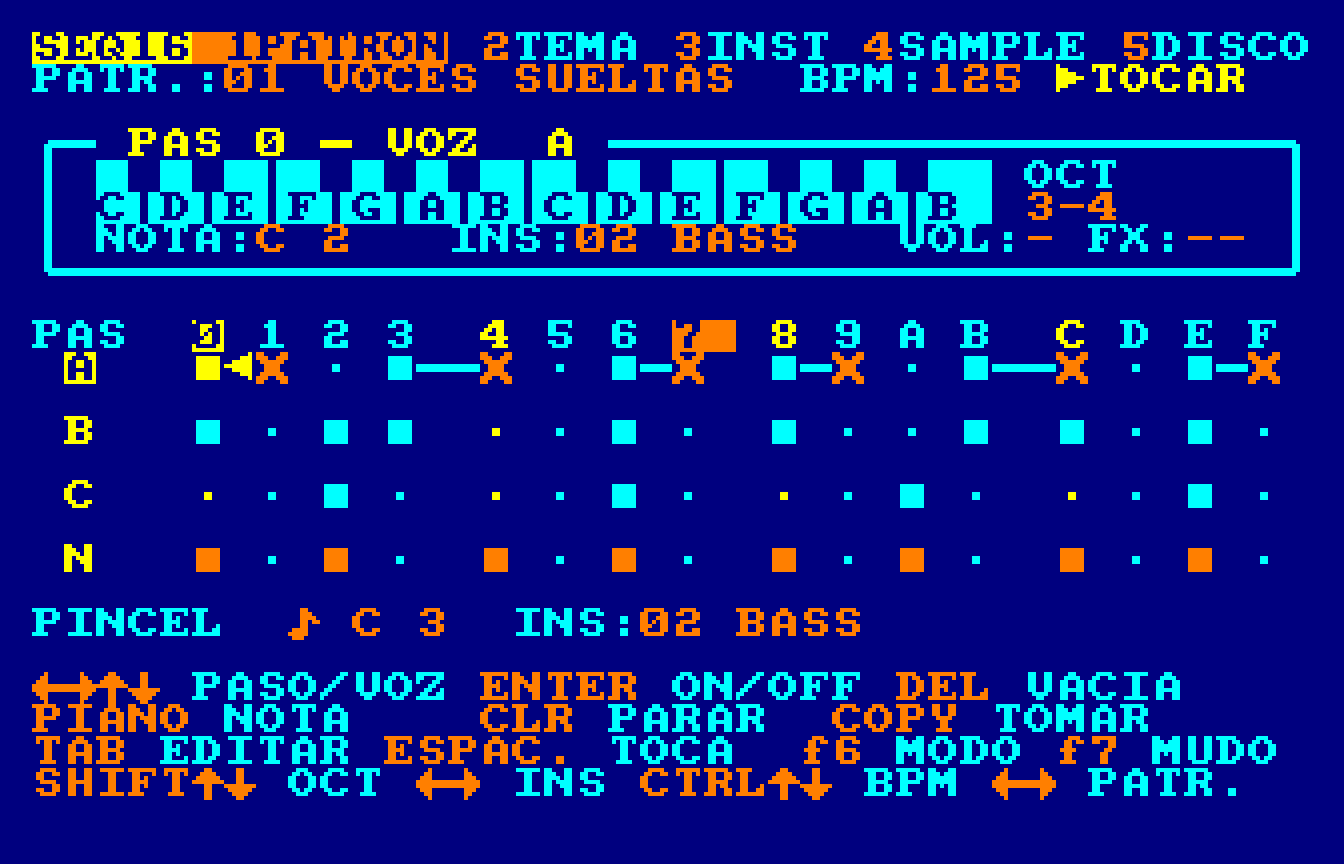 SEQ16 1PATRON 2TEMA 3INST 4SAMPLE 5DISCO
PATR.:01 VOCES SUELTAS BPM:125 ►TOCAR
PAS 0 - VOZ A
OCT
C D E F G A B C D E F G A B 3-4
NOTA:C 2 INS:02 BASS VOL:- FX:--
PAS 0 1 2 3 4 5 6 7 8 9 A B C D E F
A
B
C
N
PINCEL ♪ C 3 INS:02 BASS
↔↑↓ PASO/VOZ ENTER ON/OFF DEL VACIA
PIANO NOTA CLR PARAR COPY TOMAR
TAB EDITAR ESPAC. TOCA f6 MODO f7 MUDO
SHIFT↑↓ OCT ↔ INS CTRL↑↓ BPM ↔ PATR.